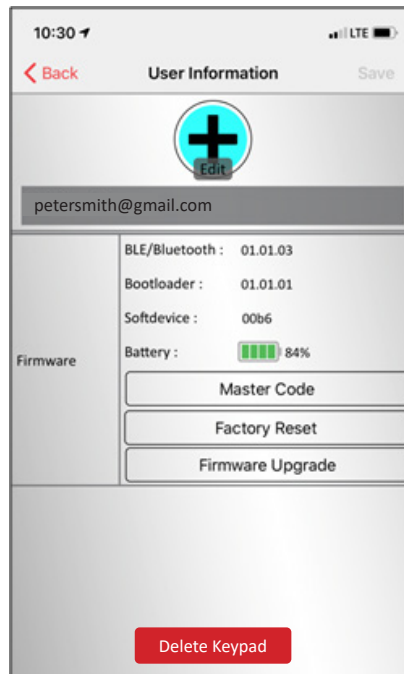 10:30 LTE
Back User Information Save
Edit
petersmith@gmail.com
BLE/Bluetooth : 01.01.03
Bootloader : 01.01.01
Softdevice : 00b6
Battery : 84%
Firmware
Master Code
Factory Reset
Firmware Upgrade
Delete Keypad